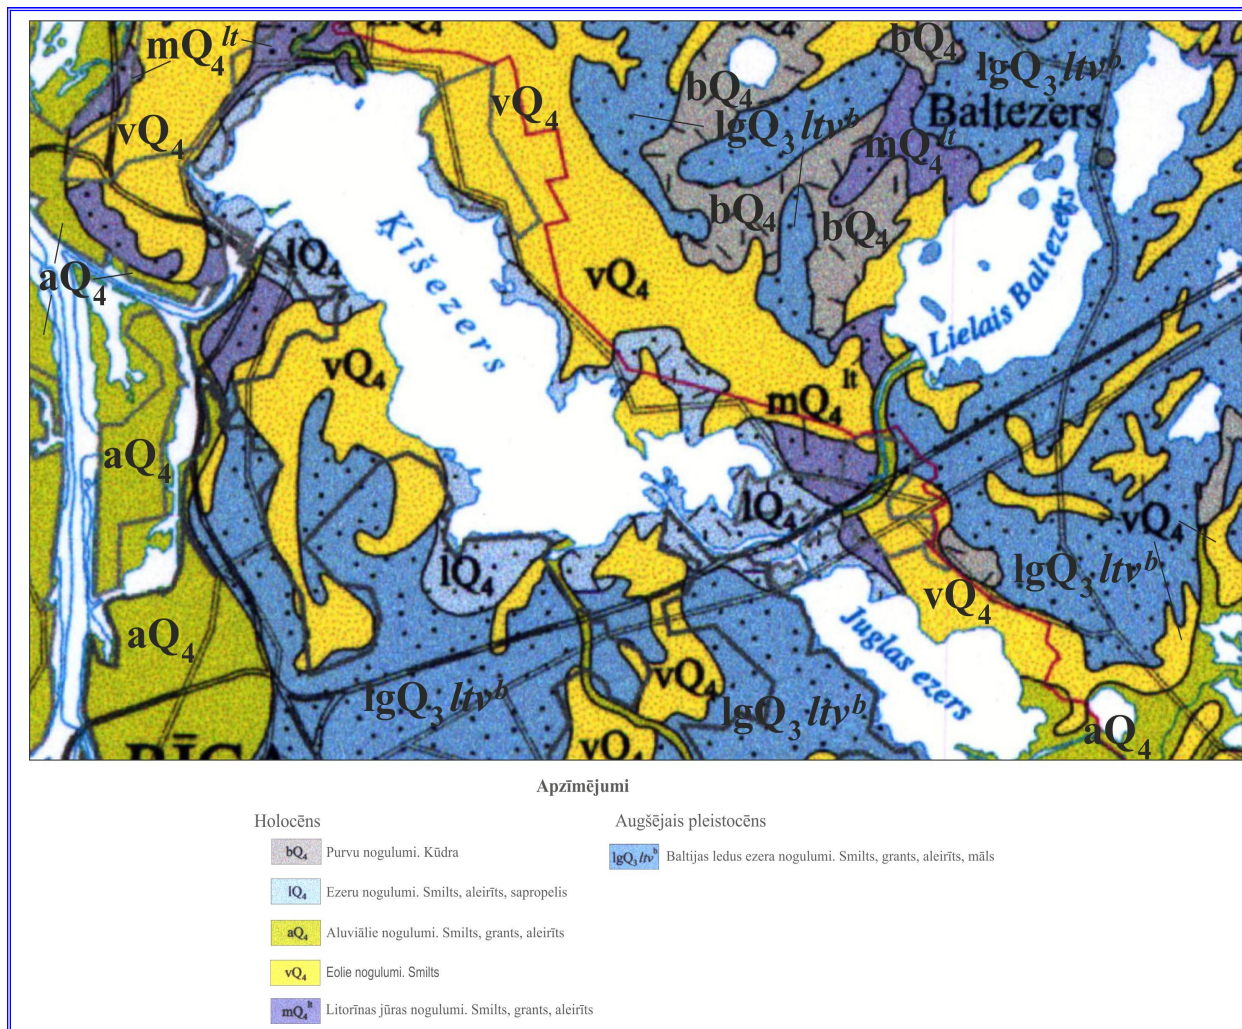 mQ₄
mQ₄ˡᵗ
bQ₄
lgQ₃ltvᵇ
vQ₄
bQ₄
Baltezers
vQ₄
lgQ₃ltvᵇ
mQ₄ˡᵗ
Ķīšezers
bQ₄
bQ₄
lQ₄
aQ₄
vQ₄
Lielais Baltezers
vQ₄
mQ₄ˡᵗ
aQ₄
lQ₄
vQ₄
lQ₄
lgQ₃ltvᵇ
vQ₄
aQ₄
Juglas ezers
vQ₄
lgQ₃ltvᵇ
lgQ₃ltvᵇ
aQ₄
vQ₄
RĪGA
Apzīmējumi
Holocēns
bQ₄ Purvu nogulumi. Kūdra
lQ₄ Ezeru nogulumi. Smilts, aleirīts, sapropelis
aQ₄ Aluviālie nogulumi. Smilts, grants, aleirīts
vQ₄ Eolie nogulumi. Smilts
mQ₄ˡᵗ Litorīnas jūras nogulumi. Smilts, grants, aleirīts
Augšējais pleistocēns
lgQ₃ltvᵇ Baltijas ledus ezera nogulumi. Smilts, grants, aleirīts, māls